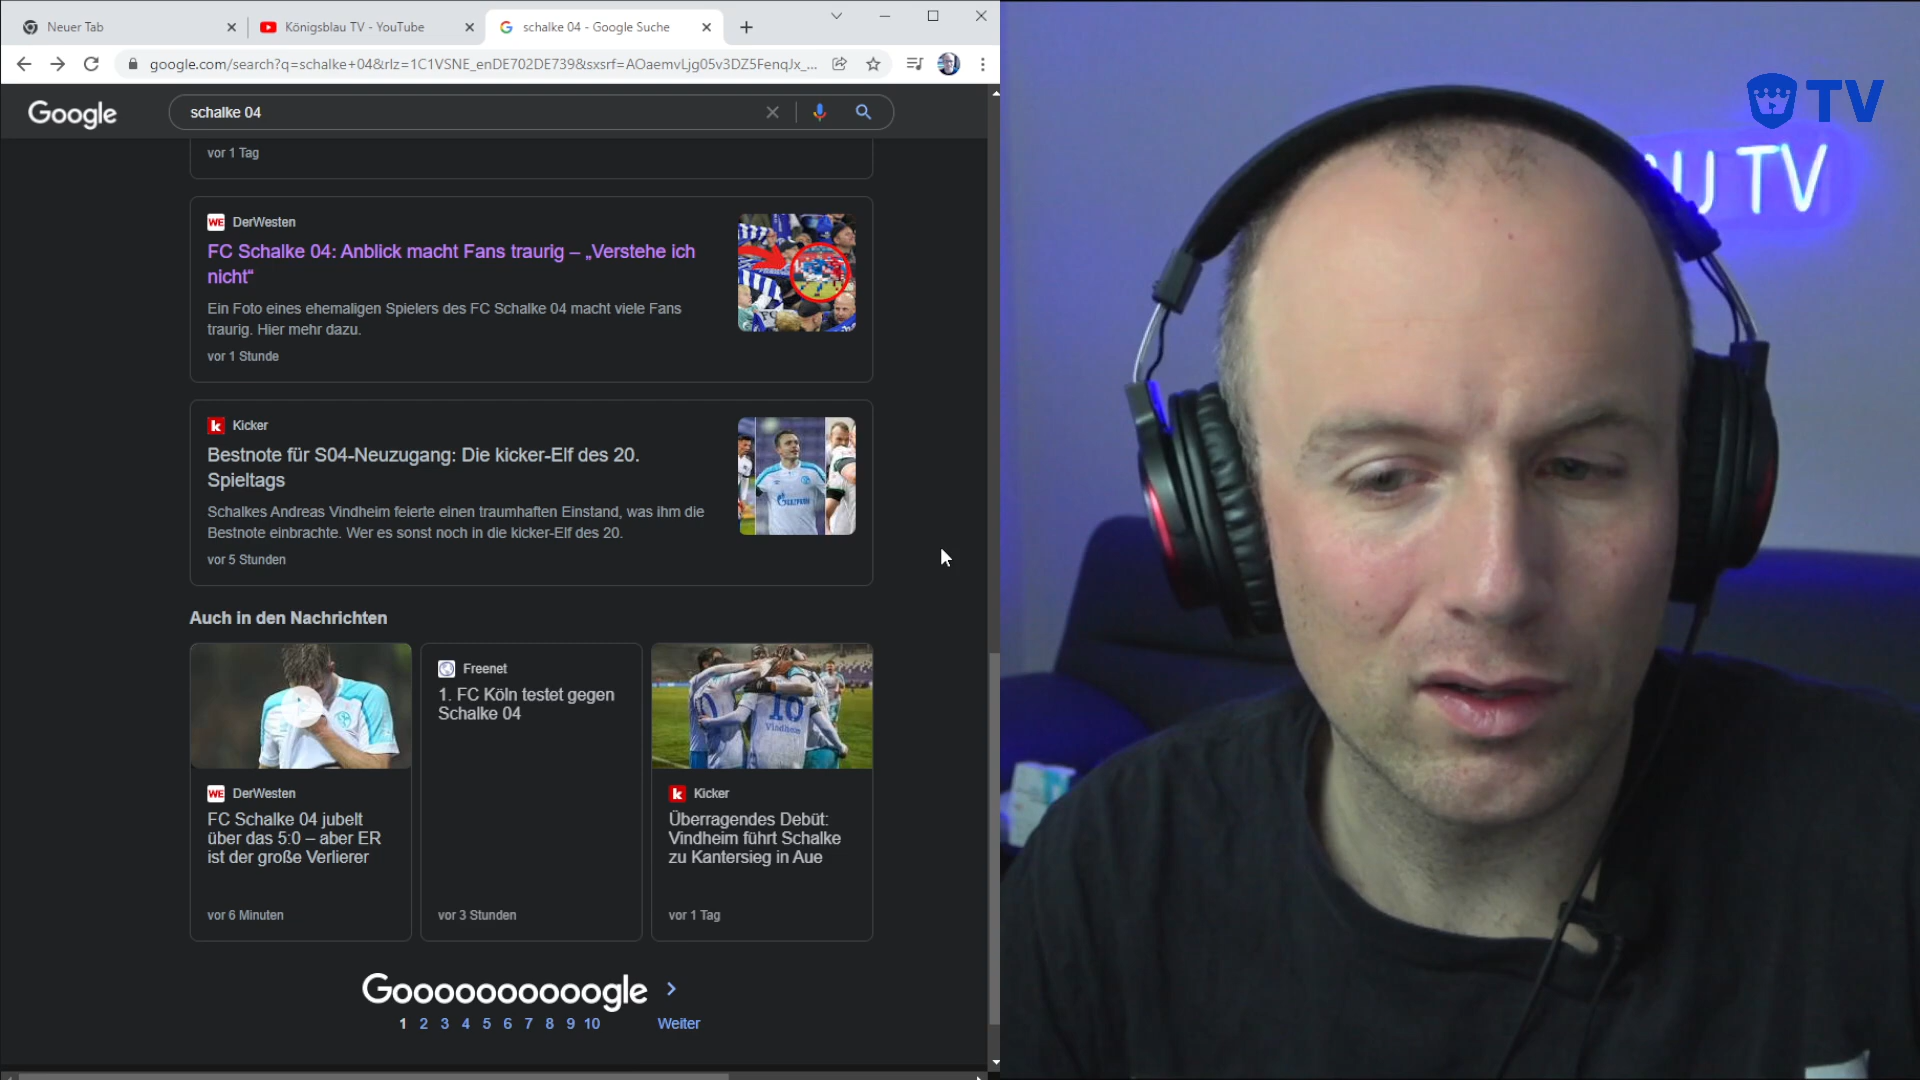 Neuer Tab
Königsblau TV - YouTube
schalke 04 - Google Suche
google.com/search?q=schalke+04&rlz=1C1VSNE_enDE702DE739&sxsrf=AOaemvLjg05v3DZ5FenqJx_...
Google
schalke 04
vor 1 Tag
DerWesten
FC Schalke 04: Anblick macht Fans traurig – „Verstehe ich
nicht“
Ein Foto eines ehemaligen Spielers des FC Schalke 04 macht viele Fans
traurig. Hier mehr dazu.
vor 1 Stunde
Kicker
Bestnote für S04-Neuzugang: Die kicker-Elf des 20.
Spieltags
Schalkes Andreas Vindheim feierte einen traumhaften Einstand, was ihm die
Bestnote einbrachte. Wer es sonst noch in die kicker-Elf des 20.
vor 5 Stunden
Auch in den Nachrichten
DerWesten
FC Schalke 04 jubelt
über das 5:0 – aber ER
ist der große Verlierer
vor 6 Minuten
Freenet
1. FC Köln testet gegen
Schalke 04
vor 3 Stunden
10
Vindheim
Kicker
Überragendes Debüt:
Vindheim führt Schalke
zu Kantersieg in Aue
vor 1 Tag
Goooooooooogle
1 2 3 4 5 6 7 8 9 10
Weiter
TV
U TV